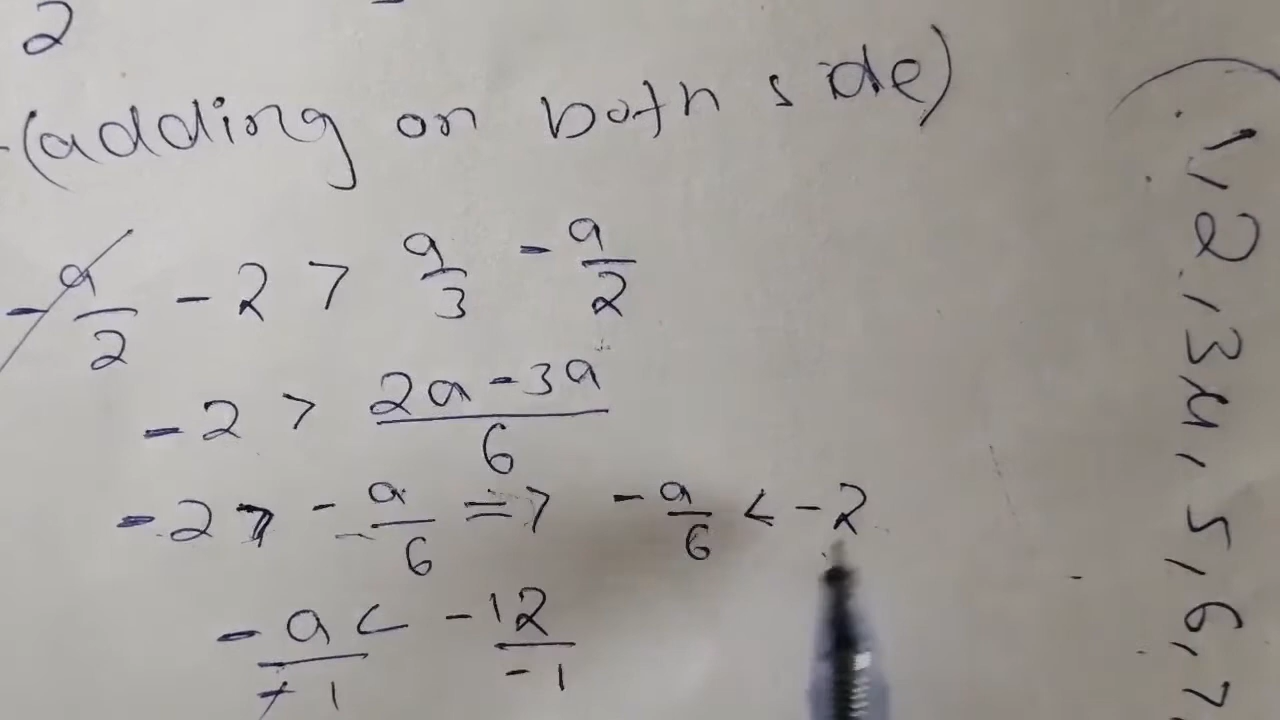 2
(adding on both side)
- a/2 - 2 > a/3 - a/2
-2 > (2a - 3a)/6
-2 > - a/6 => - a/6 < -2
-a/-1 < -12/-1
(1, 2, 3, 4, 5, 6, 7